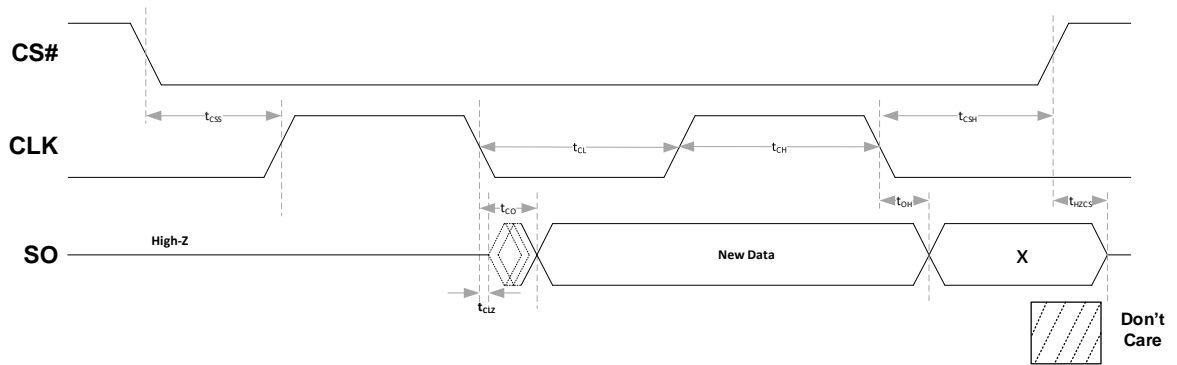 CS#
tCSS
tCSH
CLK
tCL
tCH
tCO
tOH
tHZCS
High-Z
SO
New Data
X
tCLZ
Don't
Care